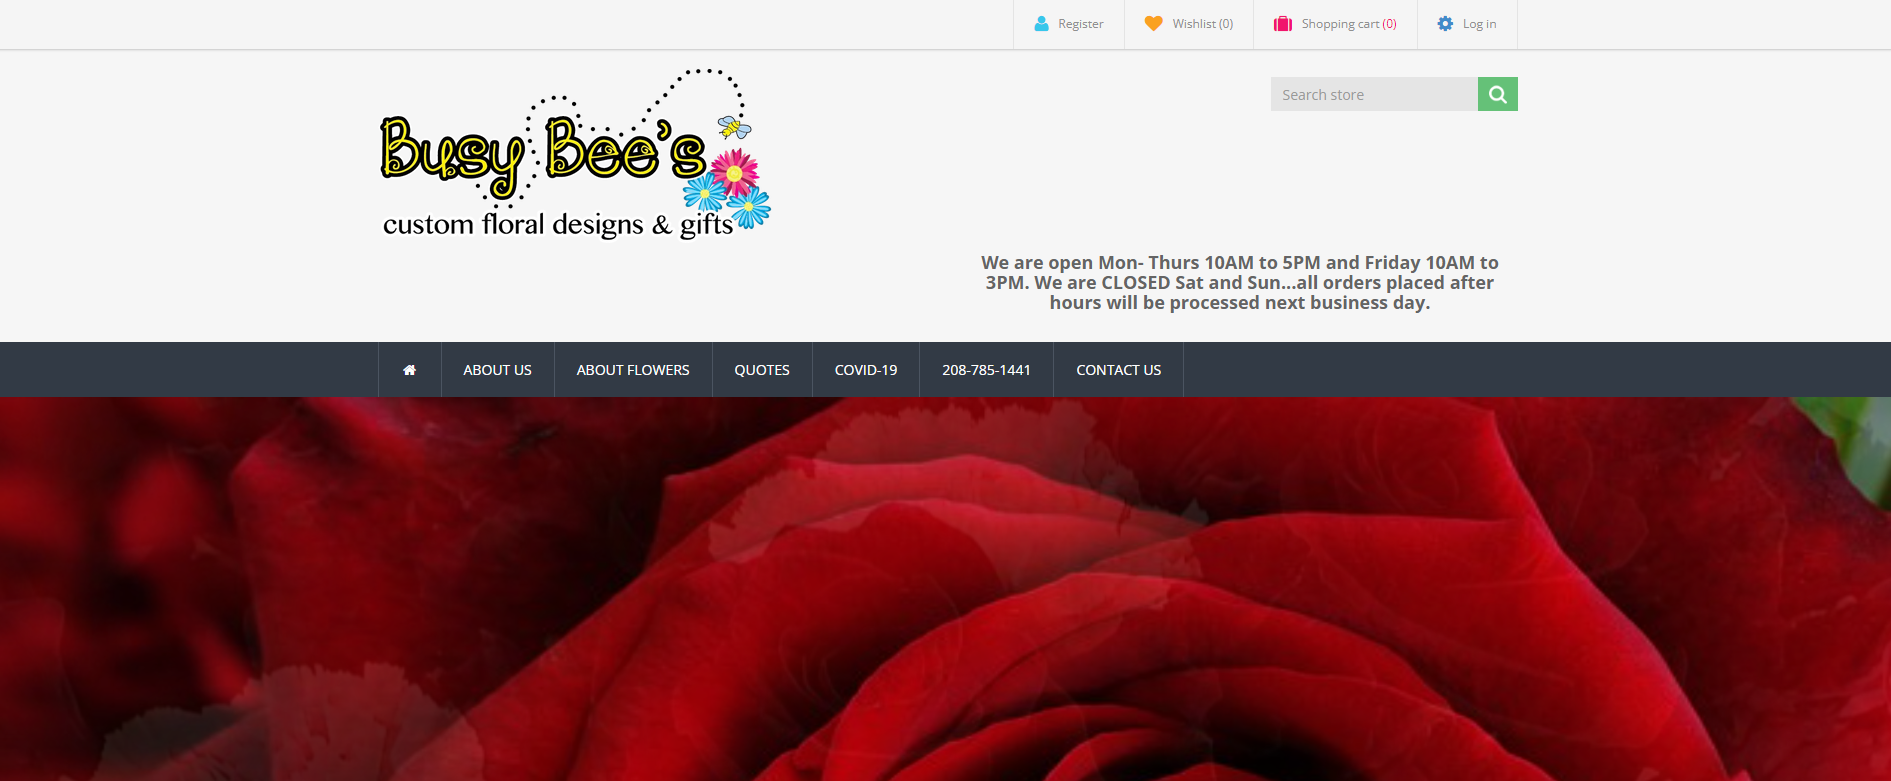 Register
Wishlist (0)
Shopping cart (0)
Log in
Busy Bee's
custom floral designs & gifts
Search store
We are open Mon- Thurs 10AM to 5PM and Friday 10AM to
3PM. We are CLOSED Sat and Sun...all orders placed after
hours will be processed next business day.
ABOUT US
ABOUT FLOWERS
QUOTES
COVID-19
208-785-1441
CONTACT US